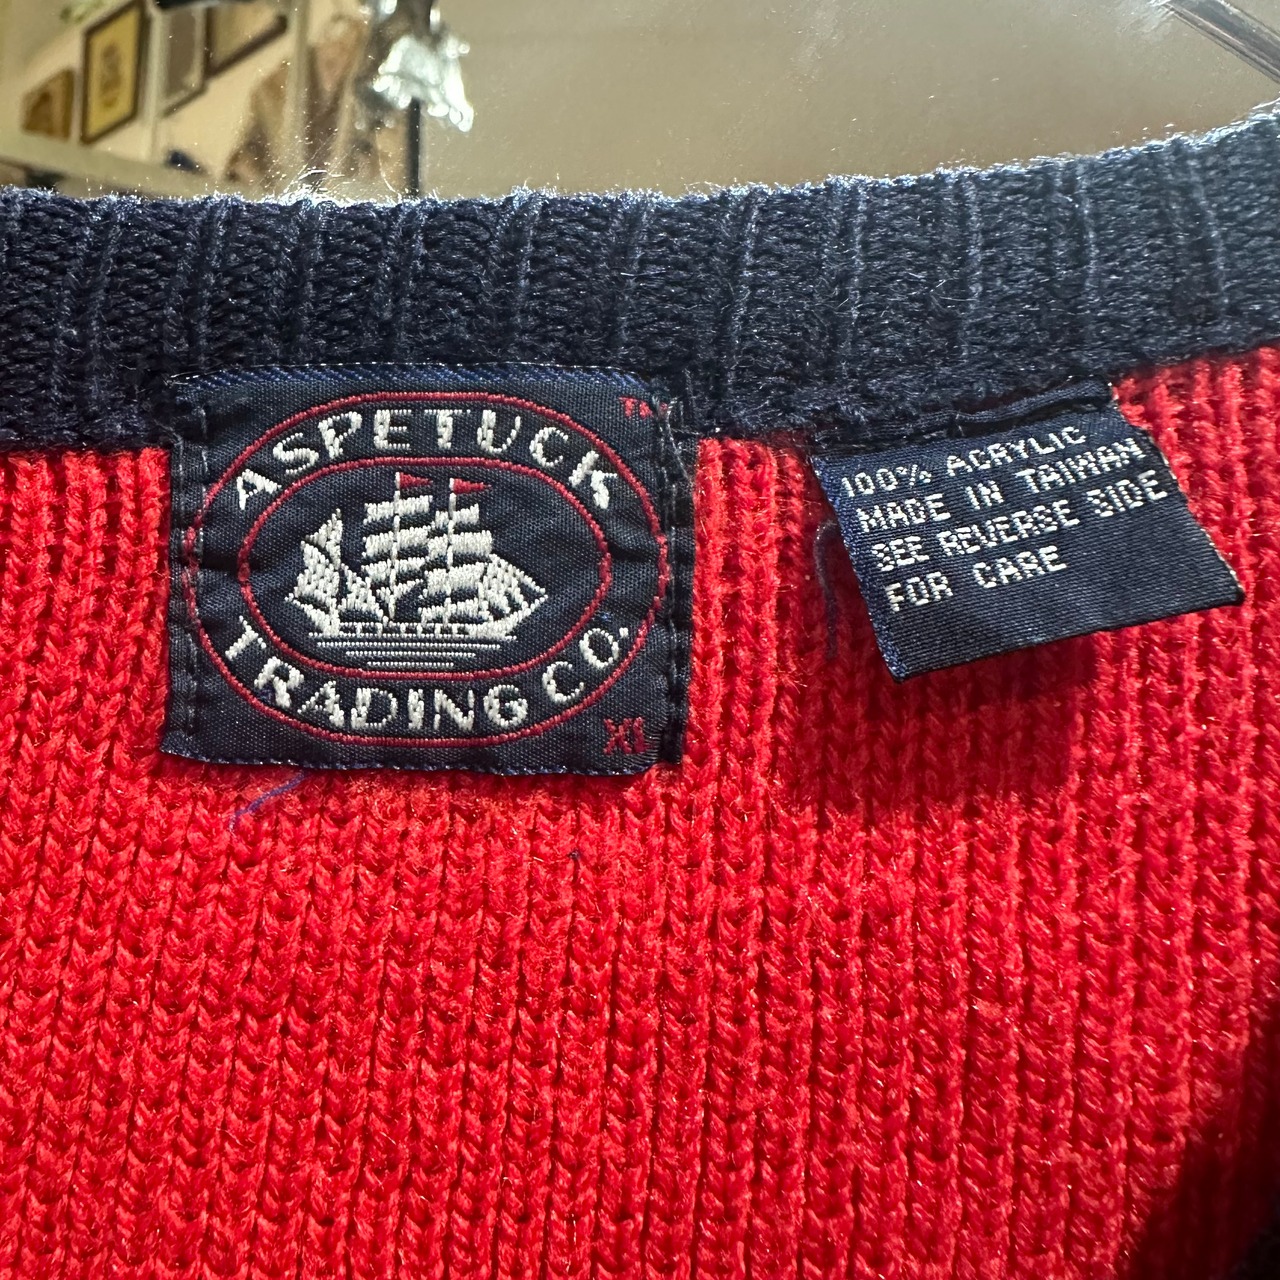 ASPETUCK
TM
TRADING CO.
XL
100% ACRYLIC
MADE IN TAIWAN
SEE REVERSE SIDE
FOR CARE